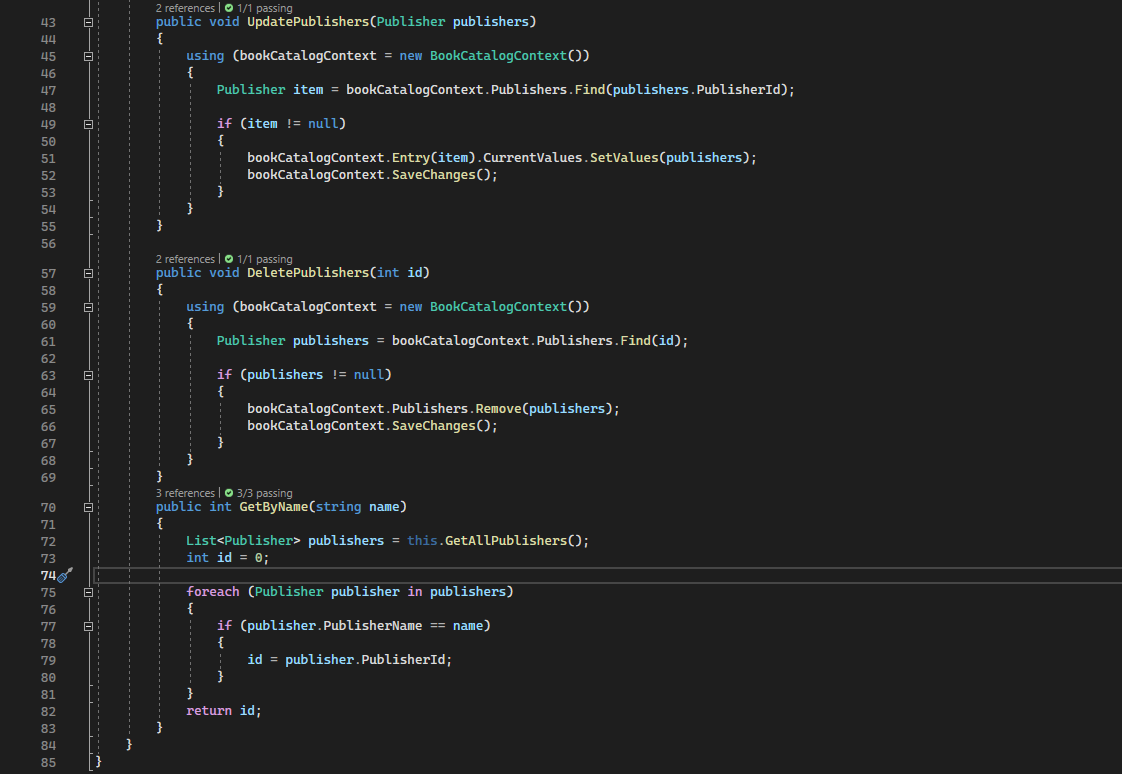 2 references | 1/1 passing
43 public void UpdatePublishers(Publisher publishers)
44 {
45 using (bookCatalogContext = new BookCatalogContext())
46 {
47 Publisher item = bookCatalogContext.Publishers.Find(publishers.PublisherId);
48
49 if (item != null)
50 {
51 bookCatalogContext.Entry(item).CurrentValues.SetValues(publishers);
52 bookCatalogContext.SaveChanges();
53 }
54 }
55 }
56
2 references | 1/1 passing
57 public void DeletePublishers(int id)
58 {
59 using (bookCatalogContext = new BookCatalogContext())
60 {
61 Publisher publishers = bookCatalogContext.Publishers.Find(id);
62
63 if (publishers != null)
64 {
65 bookCatalogContext.Publishers.Remove(publishers);
66 bookCatalogContext.SaveChanges();
67 }
68 }
69 }
3 references | 3/3 passing
70 public int GetByName(string name)
71 {
72 List<Publisher> publishers = this.GetAllPublishers();
73 int id = 0;
74
75 foreach (Publisher publisher in publishers)
76 {
77 if (publisher.PublisherName == name)
78 {
79 id = publisher.PublisherId;
80 }
81 }
82 return id;
83 }
84 }
85 }